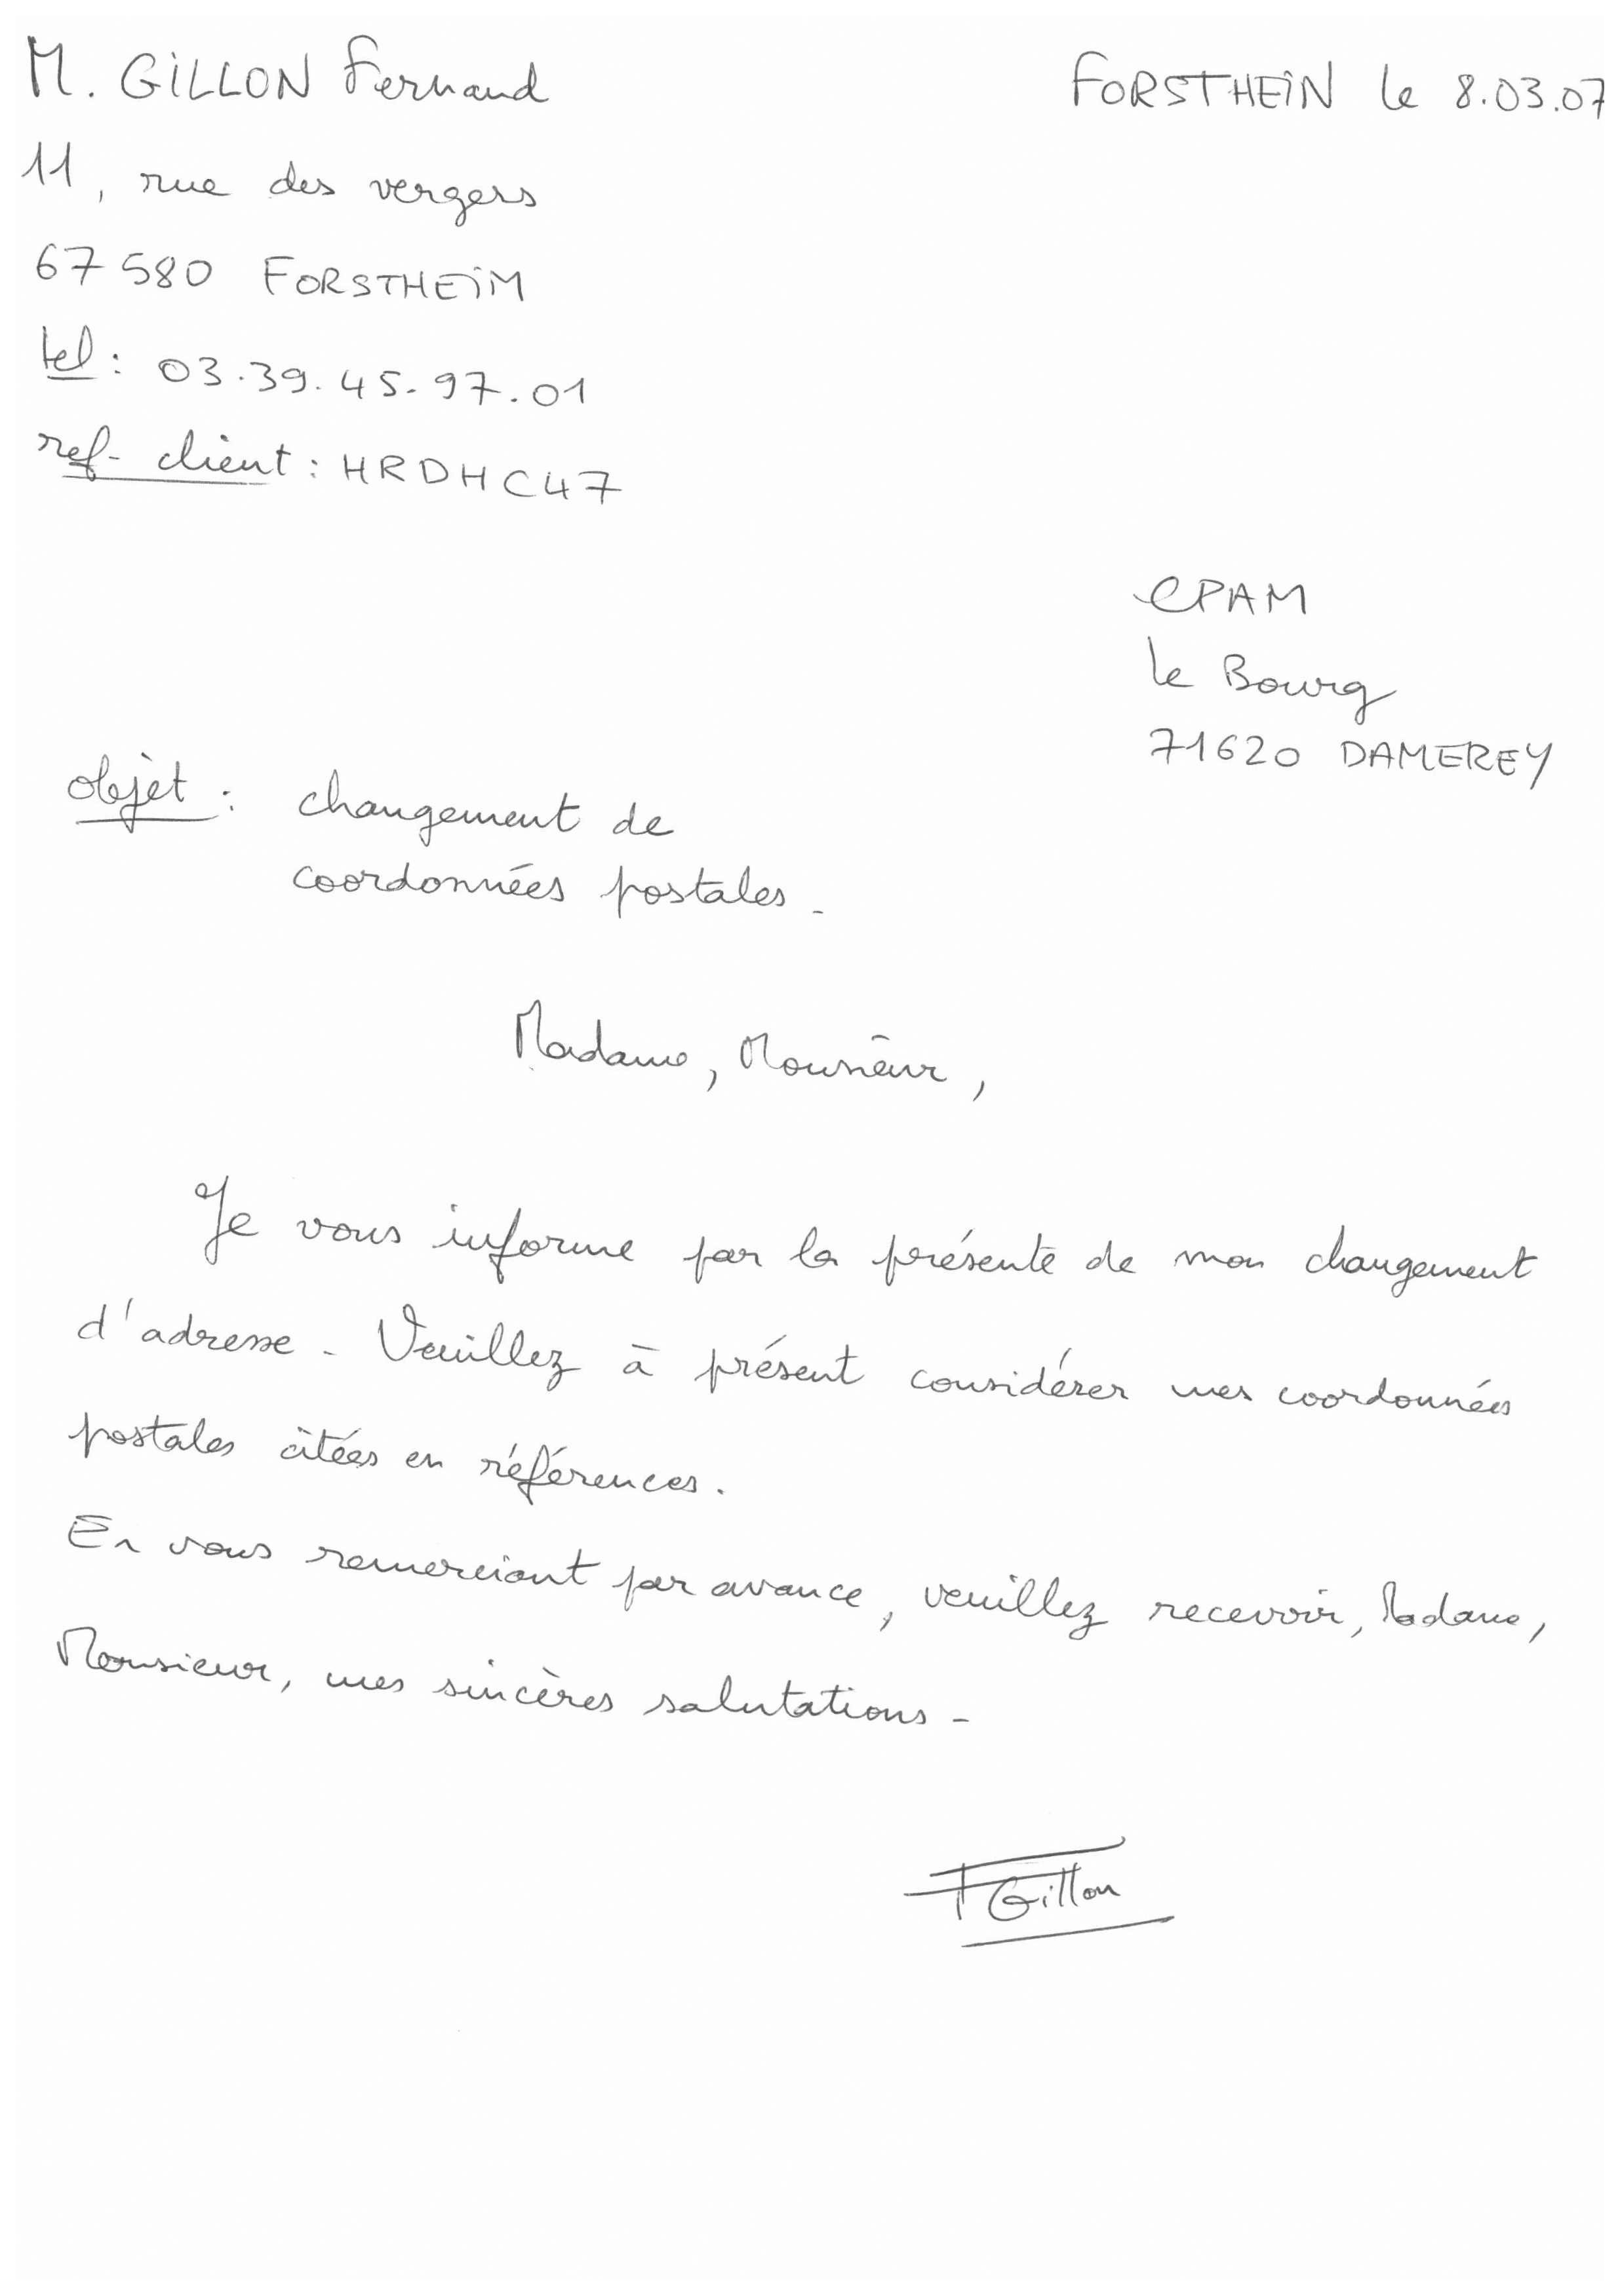 M. GILLON Fernand
FORSTHEIN le 8.03.07
11, rue des vergers
67580 FORSTHEIM
tel : 03.39.45.97.01
ref- client : HRDHC47
CPAM
le Bourg
71620 DAMEREY
objet : changement de
coordonnées postales.
Madame, Monsieur,
Je vous informe par la présente de mon changement
d'adresse. Veuillez à présent considérer mes coordonnées
postales citées en références.
En vous remerciant par avance, veuillez recevoir, Madame,
Monsieur, mes sincères salutations.
F Gillon